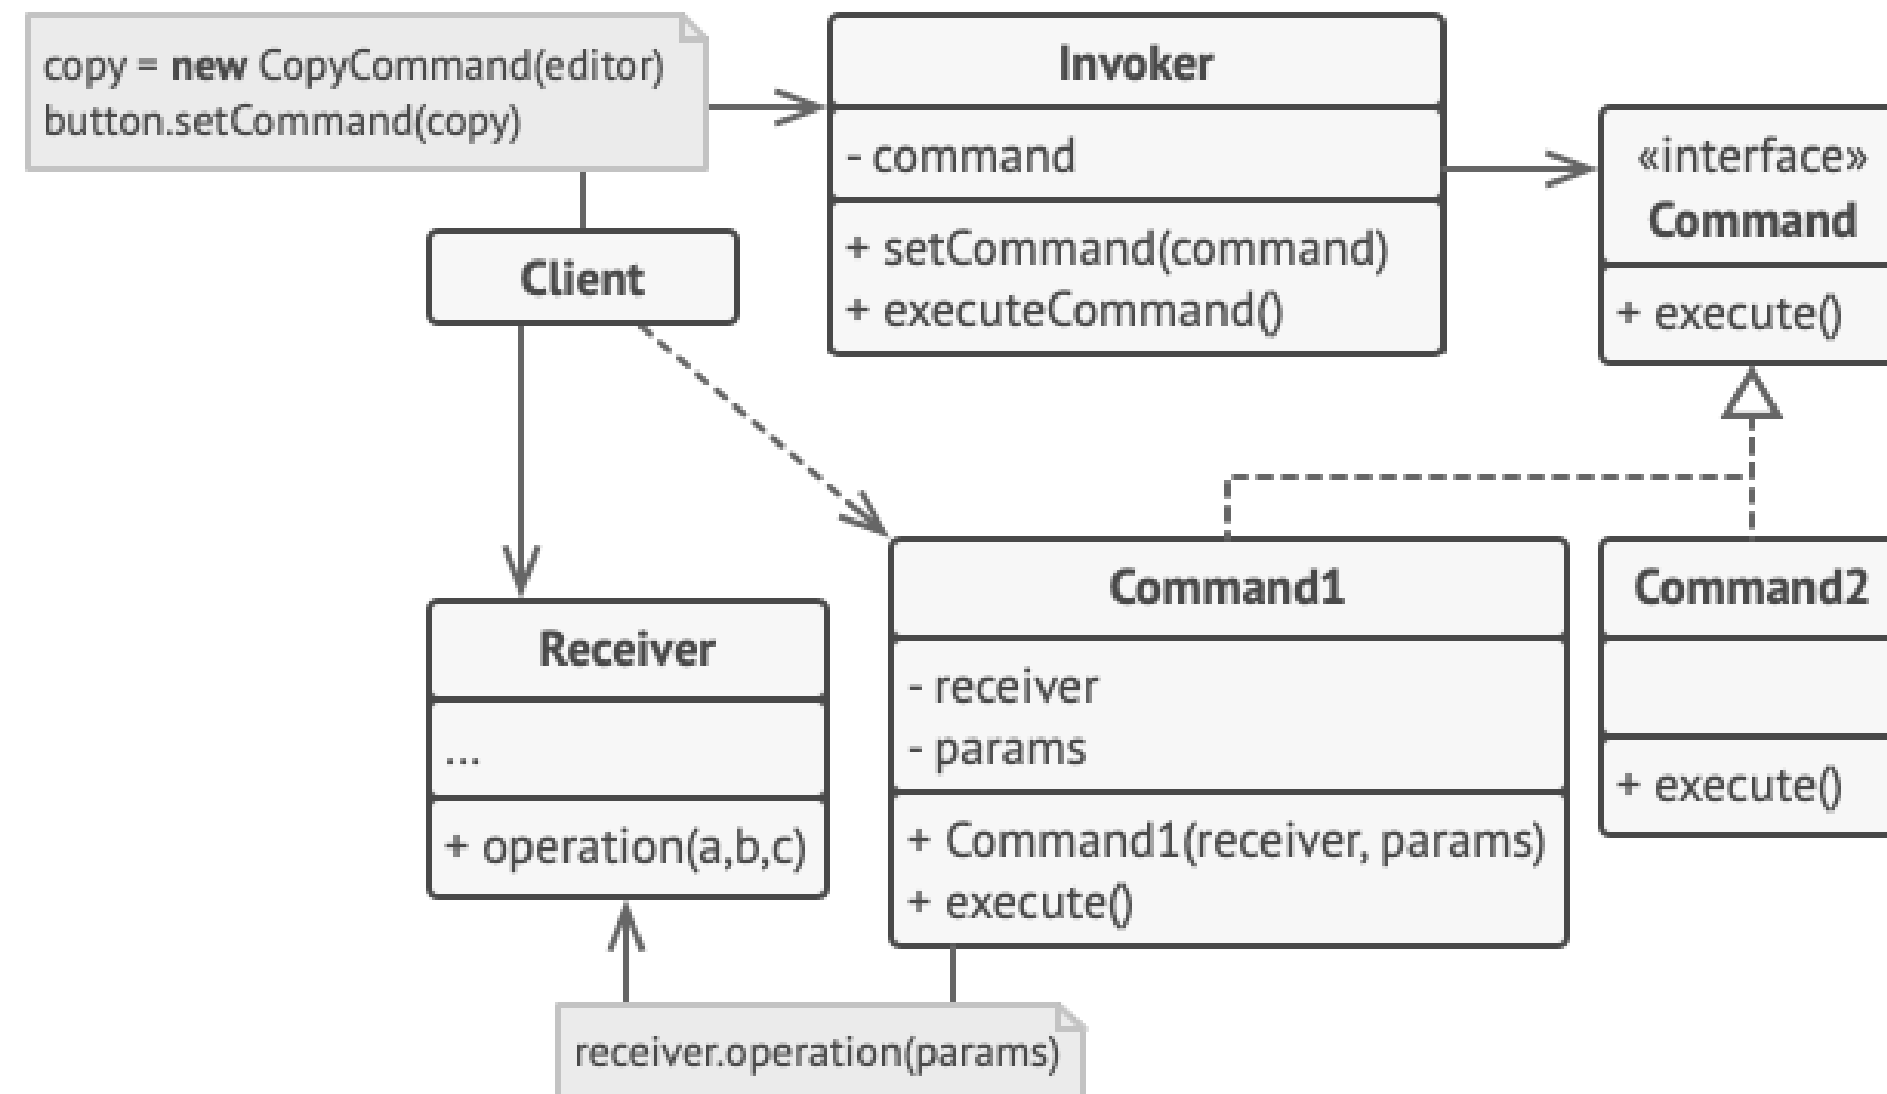 copy = new CopyCommand(editor)
button.setCommand(copy)
Invoker
- command
+ setCommand(command)
+ executeCommand()
«interface»
Command
+ execute()
Client
Receiver
...
+ operation(a,b,c)
Command1
- receiver
- params
+ Command1(receiver, params)
+ execute()
Command2
+ execute()
receiver.operation(params)